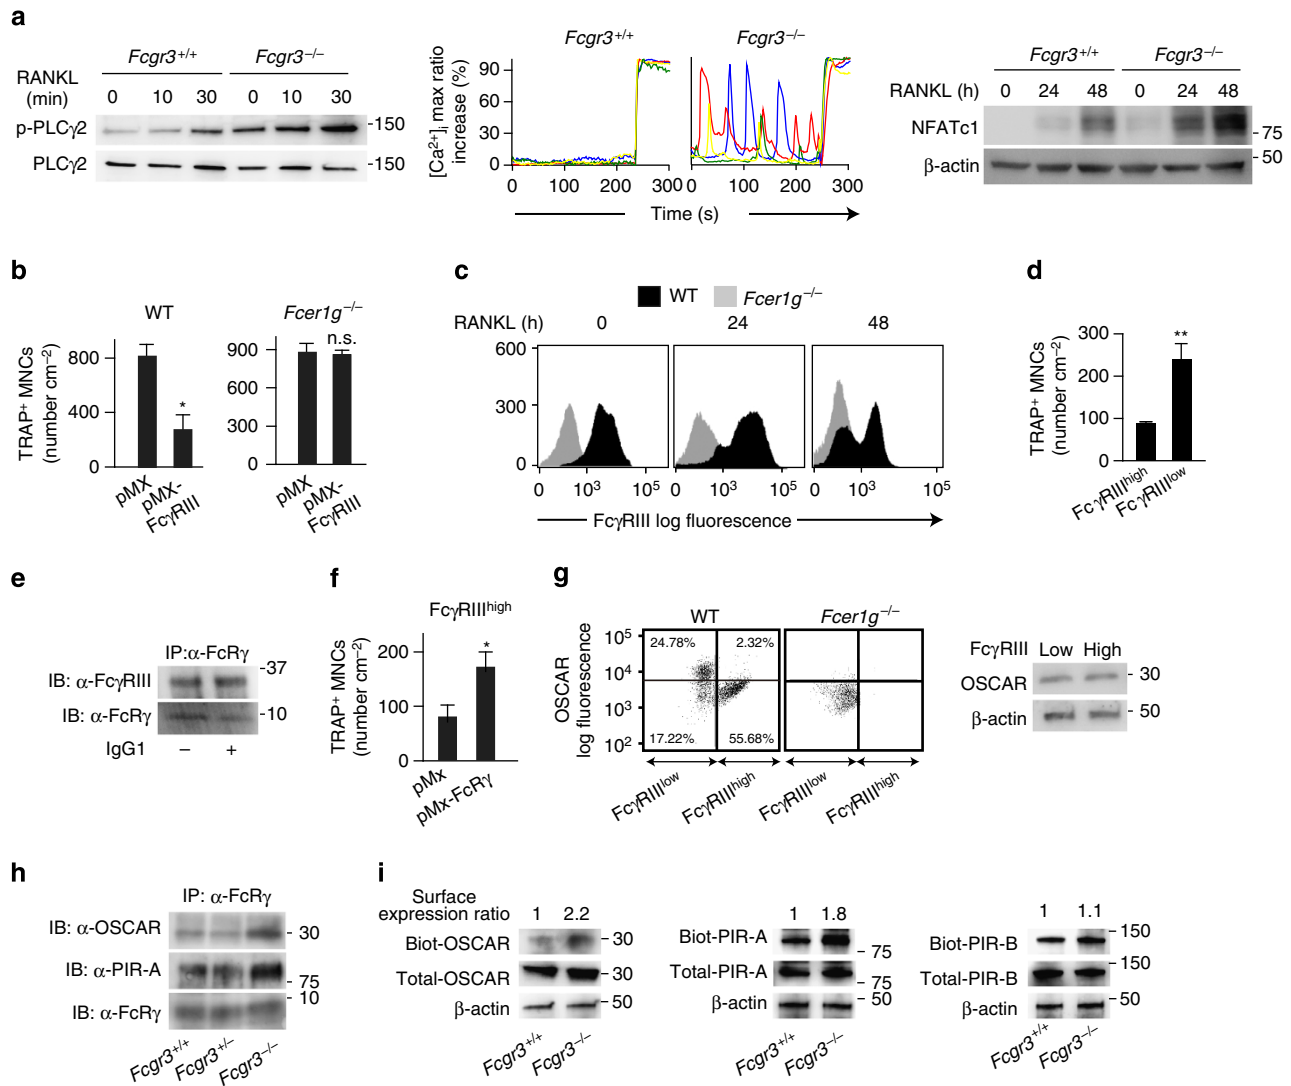 a
Fcgr3+/+ Fcgr3–/–
RANKL (min) 0 10 30 0 10 30
p-PLCγ2 -150
PLCγ2 -150
Fcgr3+/+ Fcgr3–/–
[Ca2+]i max ratio increase (%)
90
60
30
0
0 100 200 300 0 100 200 300
Time (s)
Fcgr3+/+ Fcgr3–/–
RANKL (h) 0 24 48 0 24 48
NFATc1 -75
β-actin -50
b
WT
TRAP+ MNCs (number cm–2)
800
400
0
*
pMX
pMX-FcγRIII
Fcer1g–/–
900
600
300
0
n.s.
pMX
pMX-FcγRIII
c
WT Fcer1g–/–
RANKL (h) 0 24 48
600
300
0
0 10³ 10⁵ 0 10³ 10⁵ 0 10³ 10⁵
FcγRIII log fluorescence
d
TRAP+ MNCs (number cm–2)
300
200
100
0
**
FcγRIIIhigh
FcγRIIIlow
e
IP:α-FcRγ
IB: α-FcγRIII -37
IB: α-FcRγ -10
IgG1 – +
f
FcγRIIIhigh
TRAP+ MNCs (number cm–2)
200
100
0
*
pMx
pMx-FcRγ
g
WT Fcer1g–/–
OSCAR log fluorescence
10⁵
10⁴
10³
10²
24.78% 2.32%
17.22% 55.68%
FcγRIIIlow FcγRIIIhigh FcγRIIIlow FcγRIIIhigh
FcγRIII Low High
OSCAR - 30
β-actin - 50
h
IP: α-FcRγ
IB: α-OSCAR - 30
IB: α-PIR-A 75
IB: α-FcRγ - 10
Fcgr3+/+ Fcgr3+/– Fcgr3–/–
i
Surface expression ratio 1 2.2
Biot-OSCAR - 30
Total-OSCAR - 30
β-actin - 50
Fcgr3+/+ Fcgr3–/–
1 1.8
Biot-PIR-A 75
Total-PIR-A 75
β-actin - 50
Fcgr3+/+ Fcgr3–/–
1 1.1
Biot-PIR-B 150
Total-PIR-B 150
β-actin -50
Fcgr3+/+ Fcgr3–/–